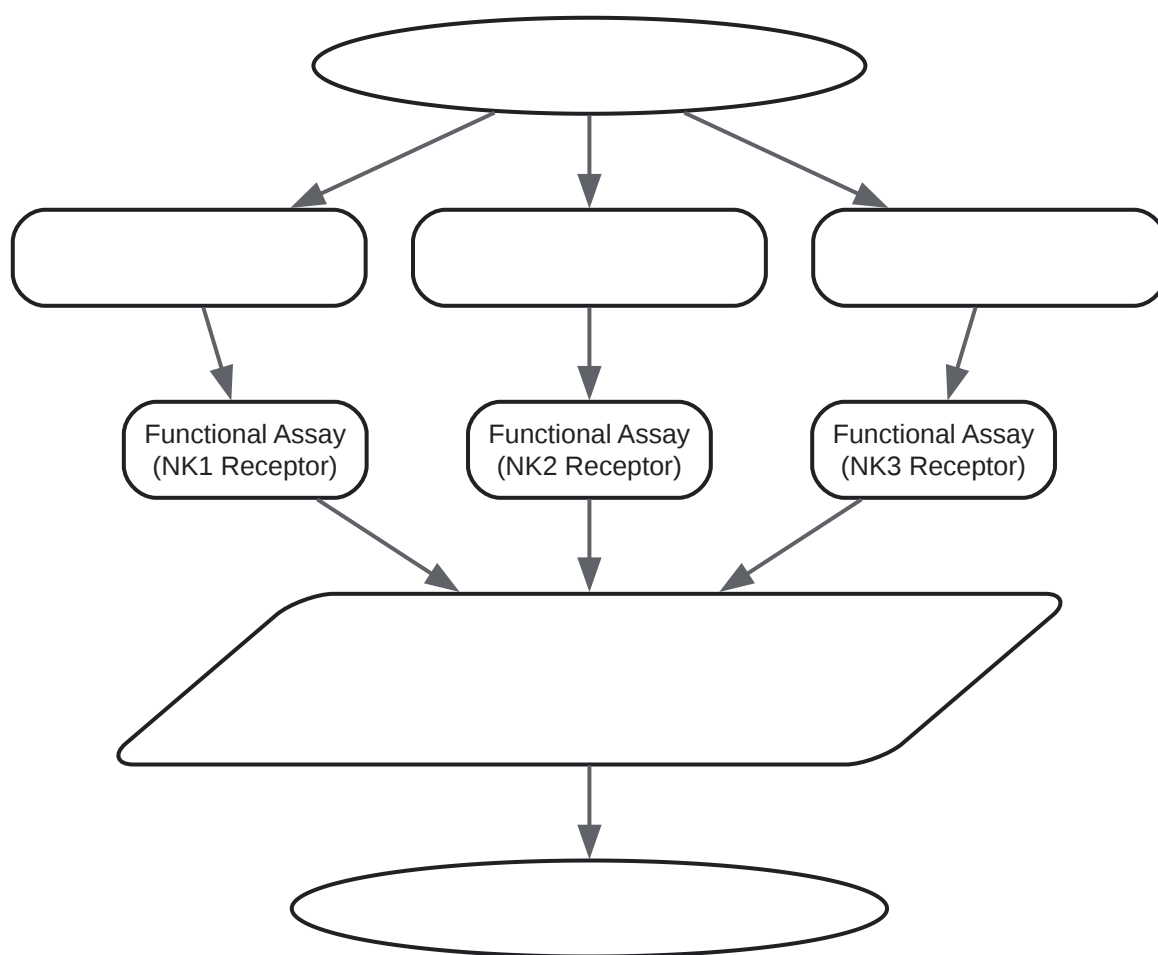 Functional Assay
(NK1 Receptor)
Functional Assay
(NK2 Receptor)
Functional Assay
(NK3 Receptor)